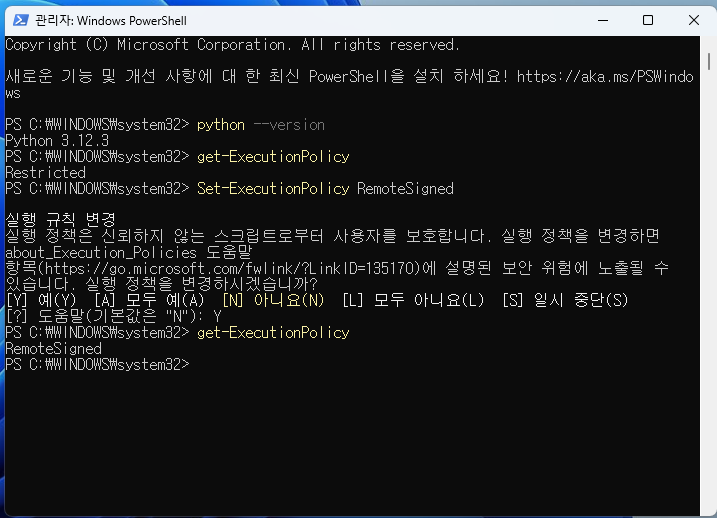 관리자: Windows PowerShell
Copyright (C) Microsoft Corporation. All rights reserved.
새로운 기능 및 개선 사항에 대 한 최신 PowerShell을 설치 하세요! https://aka.ms/PSWindo
ws
PS C:₩WINDOWS₩system32> python --version
Python 3.12.3
PS C:₩WINDOWS₩system32> get-ExecutionPolicy
Restricted
PS C:₩WINDOWS₩system32> Set-ExecutionPolicy RemoteSigned
실행 규칙 변경
실행 정책은 신뢰하지 않는 스크립트로부터 사용자를 보호합니다. 실행 정책을 변경하면
about_Execution_Policies 도움말
항목(https://go.microsoft.com/fwlink/?LinkID=135170)에 설명된 보안 위험에 노출될 수
있습니다. 실행 정책을 변경하시겠습니까?
[Y] 예(Y)  [A] 모두 예(A)  [N] 아니요(N)  [L] 모두 아니요(L)  [S] 일시 중단(S)
[?] 도움말(기본값은 "N"): Y
PS C:₩WINDOWS₩system32> get-ExecutionPolicy
RemoteSigned
PS C:₩WINDOWS₩system32>